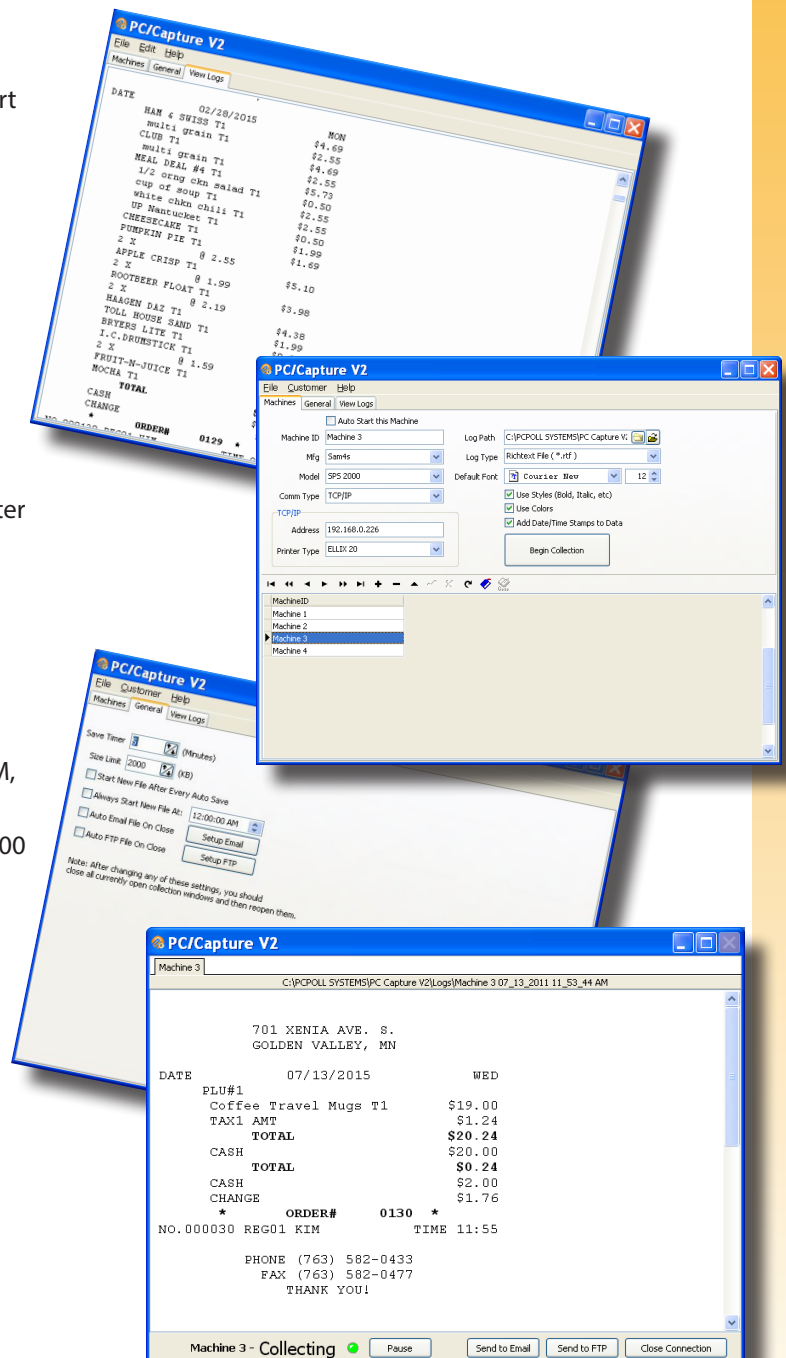 rt
ter
M,
00
PC/Capture V2
File Edit Help
Machines General View Logs
DATE 02/28/2015 MON
HAM & SWISS T1 $4.69
multi grain T1 $2.55
CLUB T1 $4.69
multi grain T1 $2.55
MEAL DEAL #4 T1 $5.73
1/2 orng ckn salad T1 $0.50
cup of soup T1 $2.55
white chkn chili T1 $2.55
UP Nantucket T1 $0.50
CHEESECAKE T1 $1.99
PUMPKIN PIE T1 $1.69
2 X @ 2.55
APPLE CRISP T1 $5.10
2 X @ 1.99
ROOTBEER FLOAT T1 $3.98
2 X @ 2.19
HAAGEN DAZ T1 $4.38
TOLL HOUSE SAND T1 $1.99
BRYERS LITE T1
I.C.DRUMSTICK T1
2 X @ 1.59
FRUIT-N-JUICE T1
MOCHA T1
TOTAL
CASH
CHANGE
* ORDER# 0129 *
PC/Capture V2
File Customer Help
Machines General View Logs
Auto Start this Machine
Machine ID Machine 3 Log Path C:\PCPOLL SYSTEMS\PC Capture V2
Mfg Sam4s Log Type Richtext File ( *.rtf )
Model SPS 2000 Default Font Courier New 12
Comm Type TCP/IP Use Styles (Bold, Italic, etc)
Use Colors
TCP/IP Add Date/Time Stamps to Data
Address 192.168.0.226
Printer Type ELLIX 20 Begin Collection
MachineID
Machine 1
Machine 2
Machine 3
Machine 4
PC/Capture V2
File Customer Help
Machines General View Logs
Save Timer (Minutes)
Size Limit 2000 (KB)
Start New File After Every Auto Save
Always Start New File At: 12:00:00 AM
Auto Email File On Close Setup Email
Auto FTP File On Close Setup FTP
Note: After changing any of these settings, you should
close all currently open collection windows and then reopen them.
PC/Capture V2
Machine 3
C:\PCPOLL SYSTEMS\PC Capture V2\Logs\Machine 3 07_13_2011 11_53_44 AM
701 XENIA AVE. S.
GOLDEN VALLEY, MN
DATE 07/13/2015 WED
PLU#1
Coffee Travel Mugs T1 $19.00
TAX1 AMT $1.24
TOTAL $20.24
CASH $20.00
TOTAL $0.24
CASH $2.00
CHANGE $1.76
* ORDER# 0130 *
NO.000030 REG01 KIM TIME 11:55
PHONE (763) 582-0433
FAX (763) 582-0477
THANK YOU!
Machine 3 - Collecting Pause Send to Email Send to FTP Close Connection